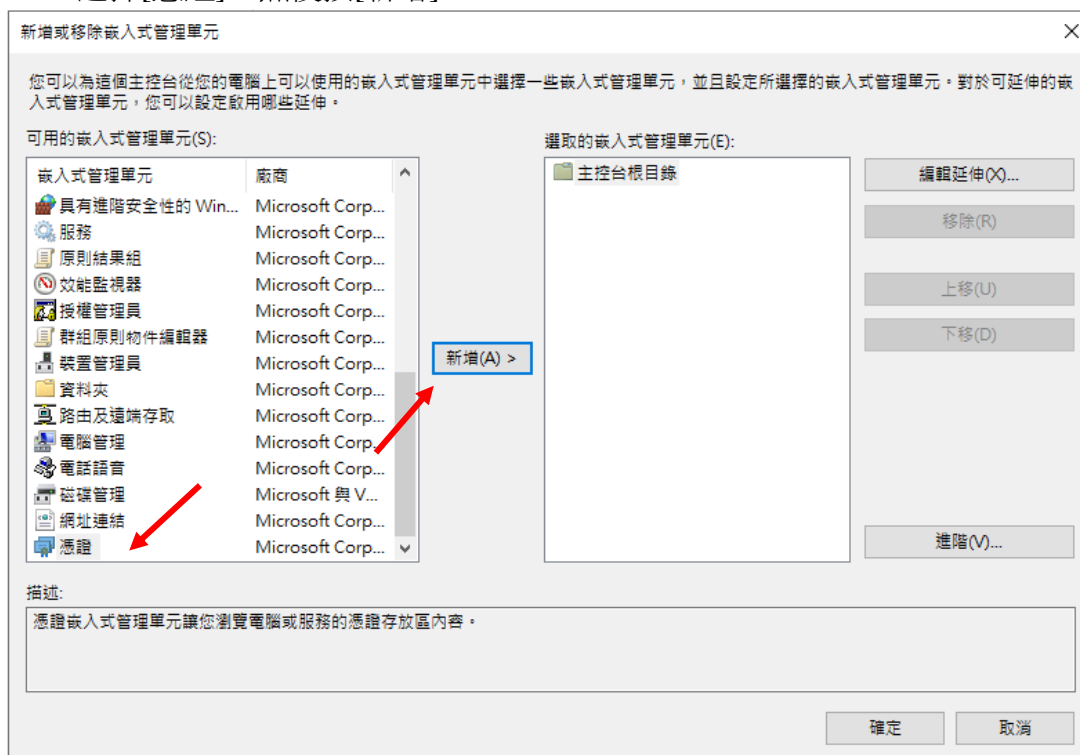 新增或移除嵌入式管理單元
您可以為這個主控台從您的電腦上可以使用的嵌入式管理單元中選擇一些嵌入式管理單元，並且設定所選擇的嵌入式管理單元。對於可延伸的嵌
入式管理單元，您可以設定啟用哪些延伸。
可用的嵌入式管理單元(S):
嵌入式管理單元 廠商
具有進階安全性的 Win... Microsoft Corp...
服務 Microsoft Corp...
原則結果組 Microsoft Corp...
效能監視器 Microsoft Corp...
授權管理員 Microsoft Corp...
群組原則物件編輯器 Microsoft Corp...
裝置管理員 Microsoft Corp...
資料夾 Microsoft Corp...
路由及遠端存取 Microsoft Corp...
電腦管理 Microsoft Corp...
電話語音 Microsoft Corp...
磁碟管理 Microsoft 與 V...
網址連結 Microsoft Corp...
憑證 Microsoft Corp...
新增(A) >
選取的嵌入式管理單元(E):
主控台根目錄
編輯延伸(X)...
移除(R)
上移(U)
下移(D)
進階(V)...
描述:
憑證嵌入式管理單元讓您瀏覽電腦或服務的憑證存放區內容。
確定
取消